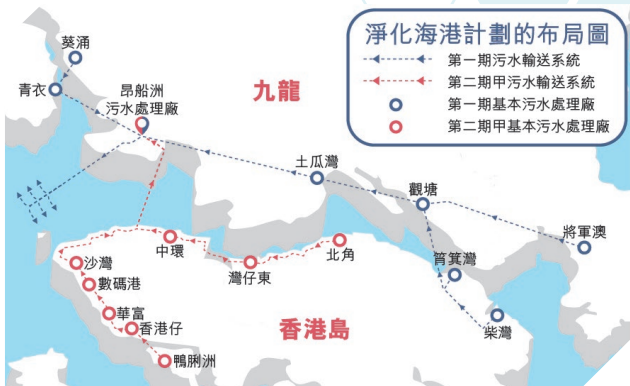 淨化海港計劃的布局圖
第一期污水輸送系統
第二期甲污水輸送系統
第一期基本污水處理廠
第二期甲基本污水處理廠
葵涌
青衣
昂船洲
污水處理廠
九龍
土瓜灣
觀塘
將軍澳
筲箕灣
柴灣
北角
灣仔東
中環
沙灣
數碼港
華富
香港仔
鴨脷洲
香港島